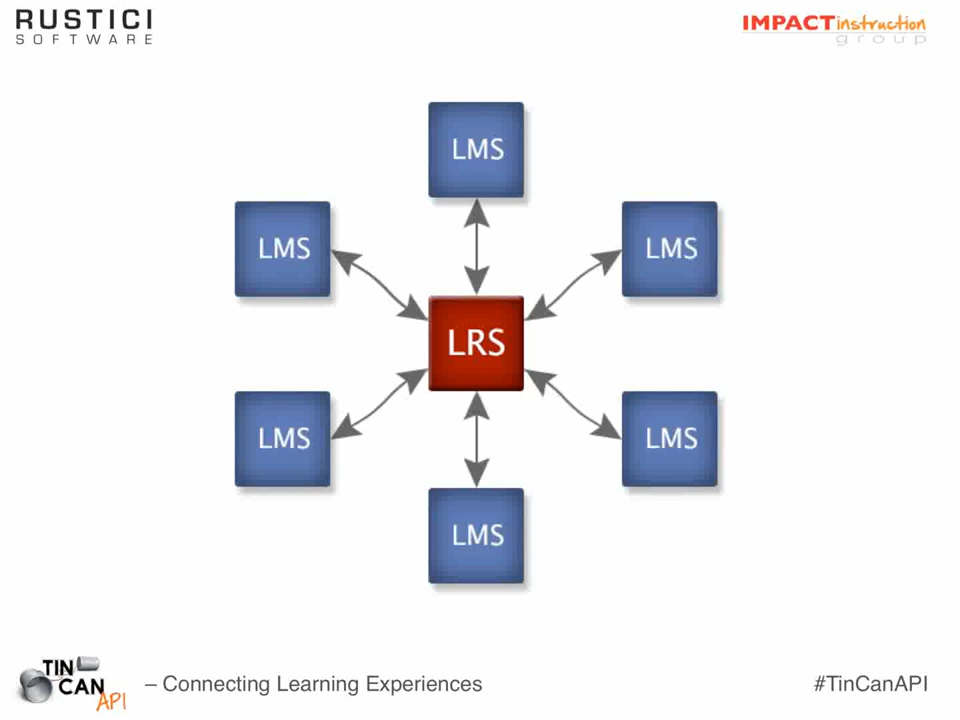 RUSTICI
SOFTWARE
IMPACTinstruction
group
LMS
LMS
LMS
LRS
LMS
LMS
LMS
TIN
CAN
API
– Connecting Learning Experiences
#TinCanAPI